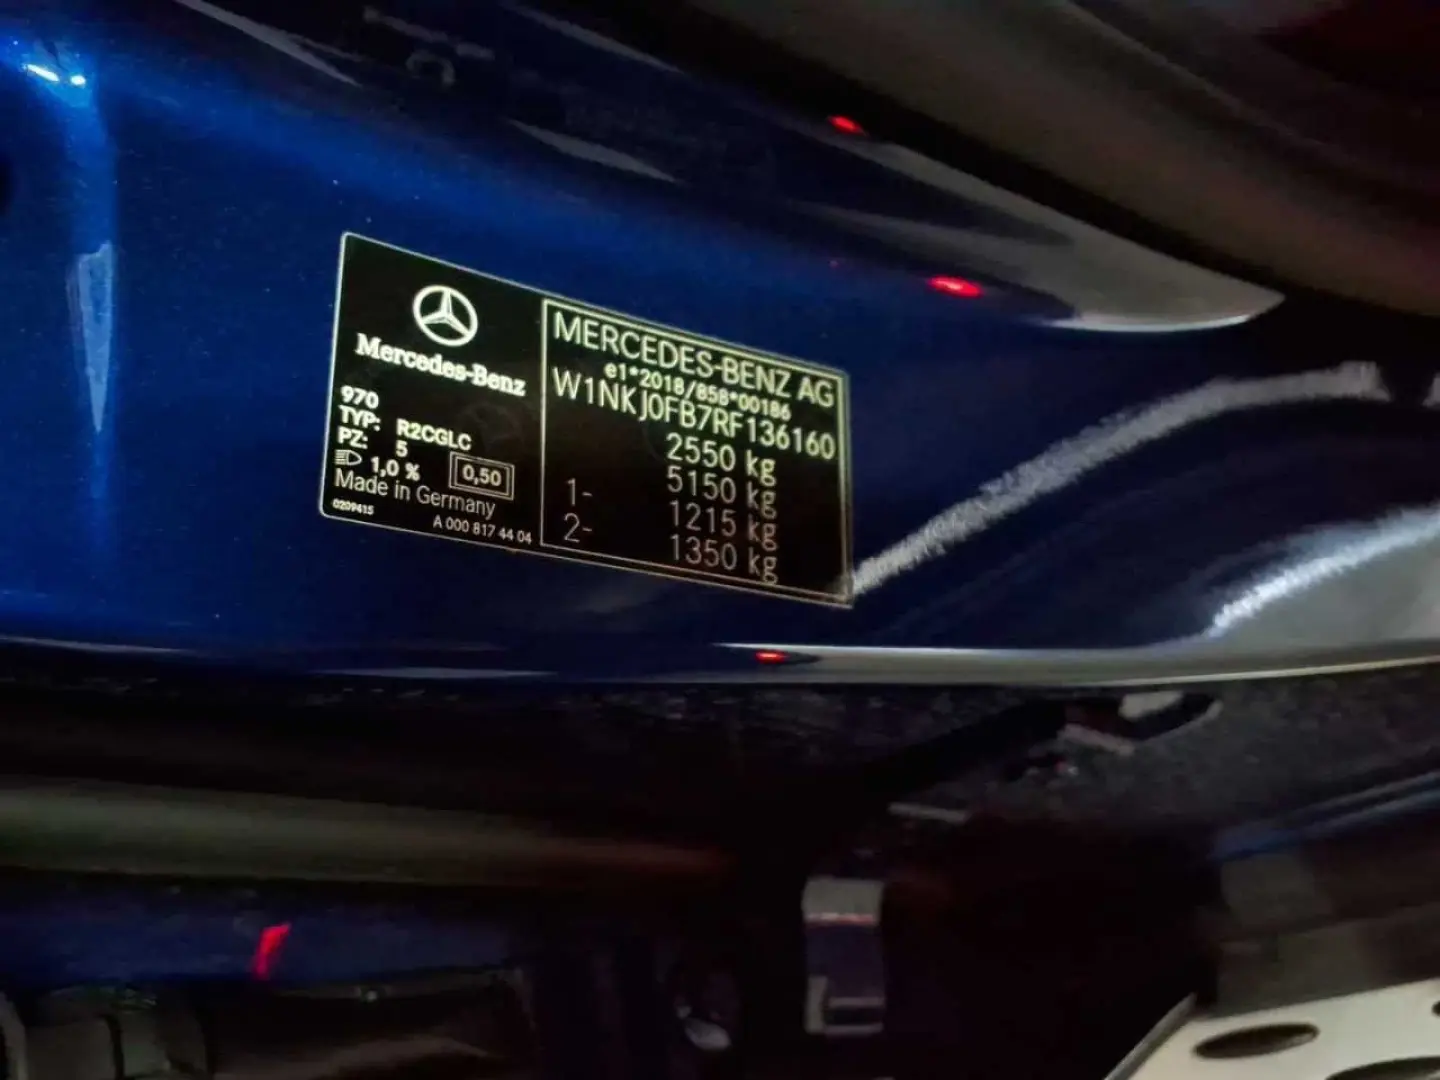 Mercedes-Benz
970
TYP: R2CGLC
PZ: 5
1,0 % 0,50
Made in Germany
0209415 A 000 817 44 04
MERCEDES-BENZ AG
e1*2018/858*00186
W1NKJ0FB7RF136160
2550 kg
5150 kg
1- 1215 kg
2- 1350 kg